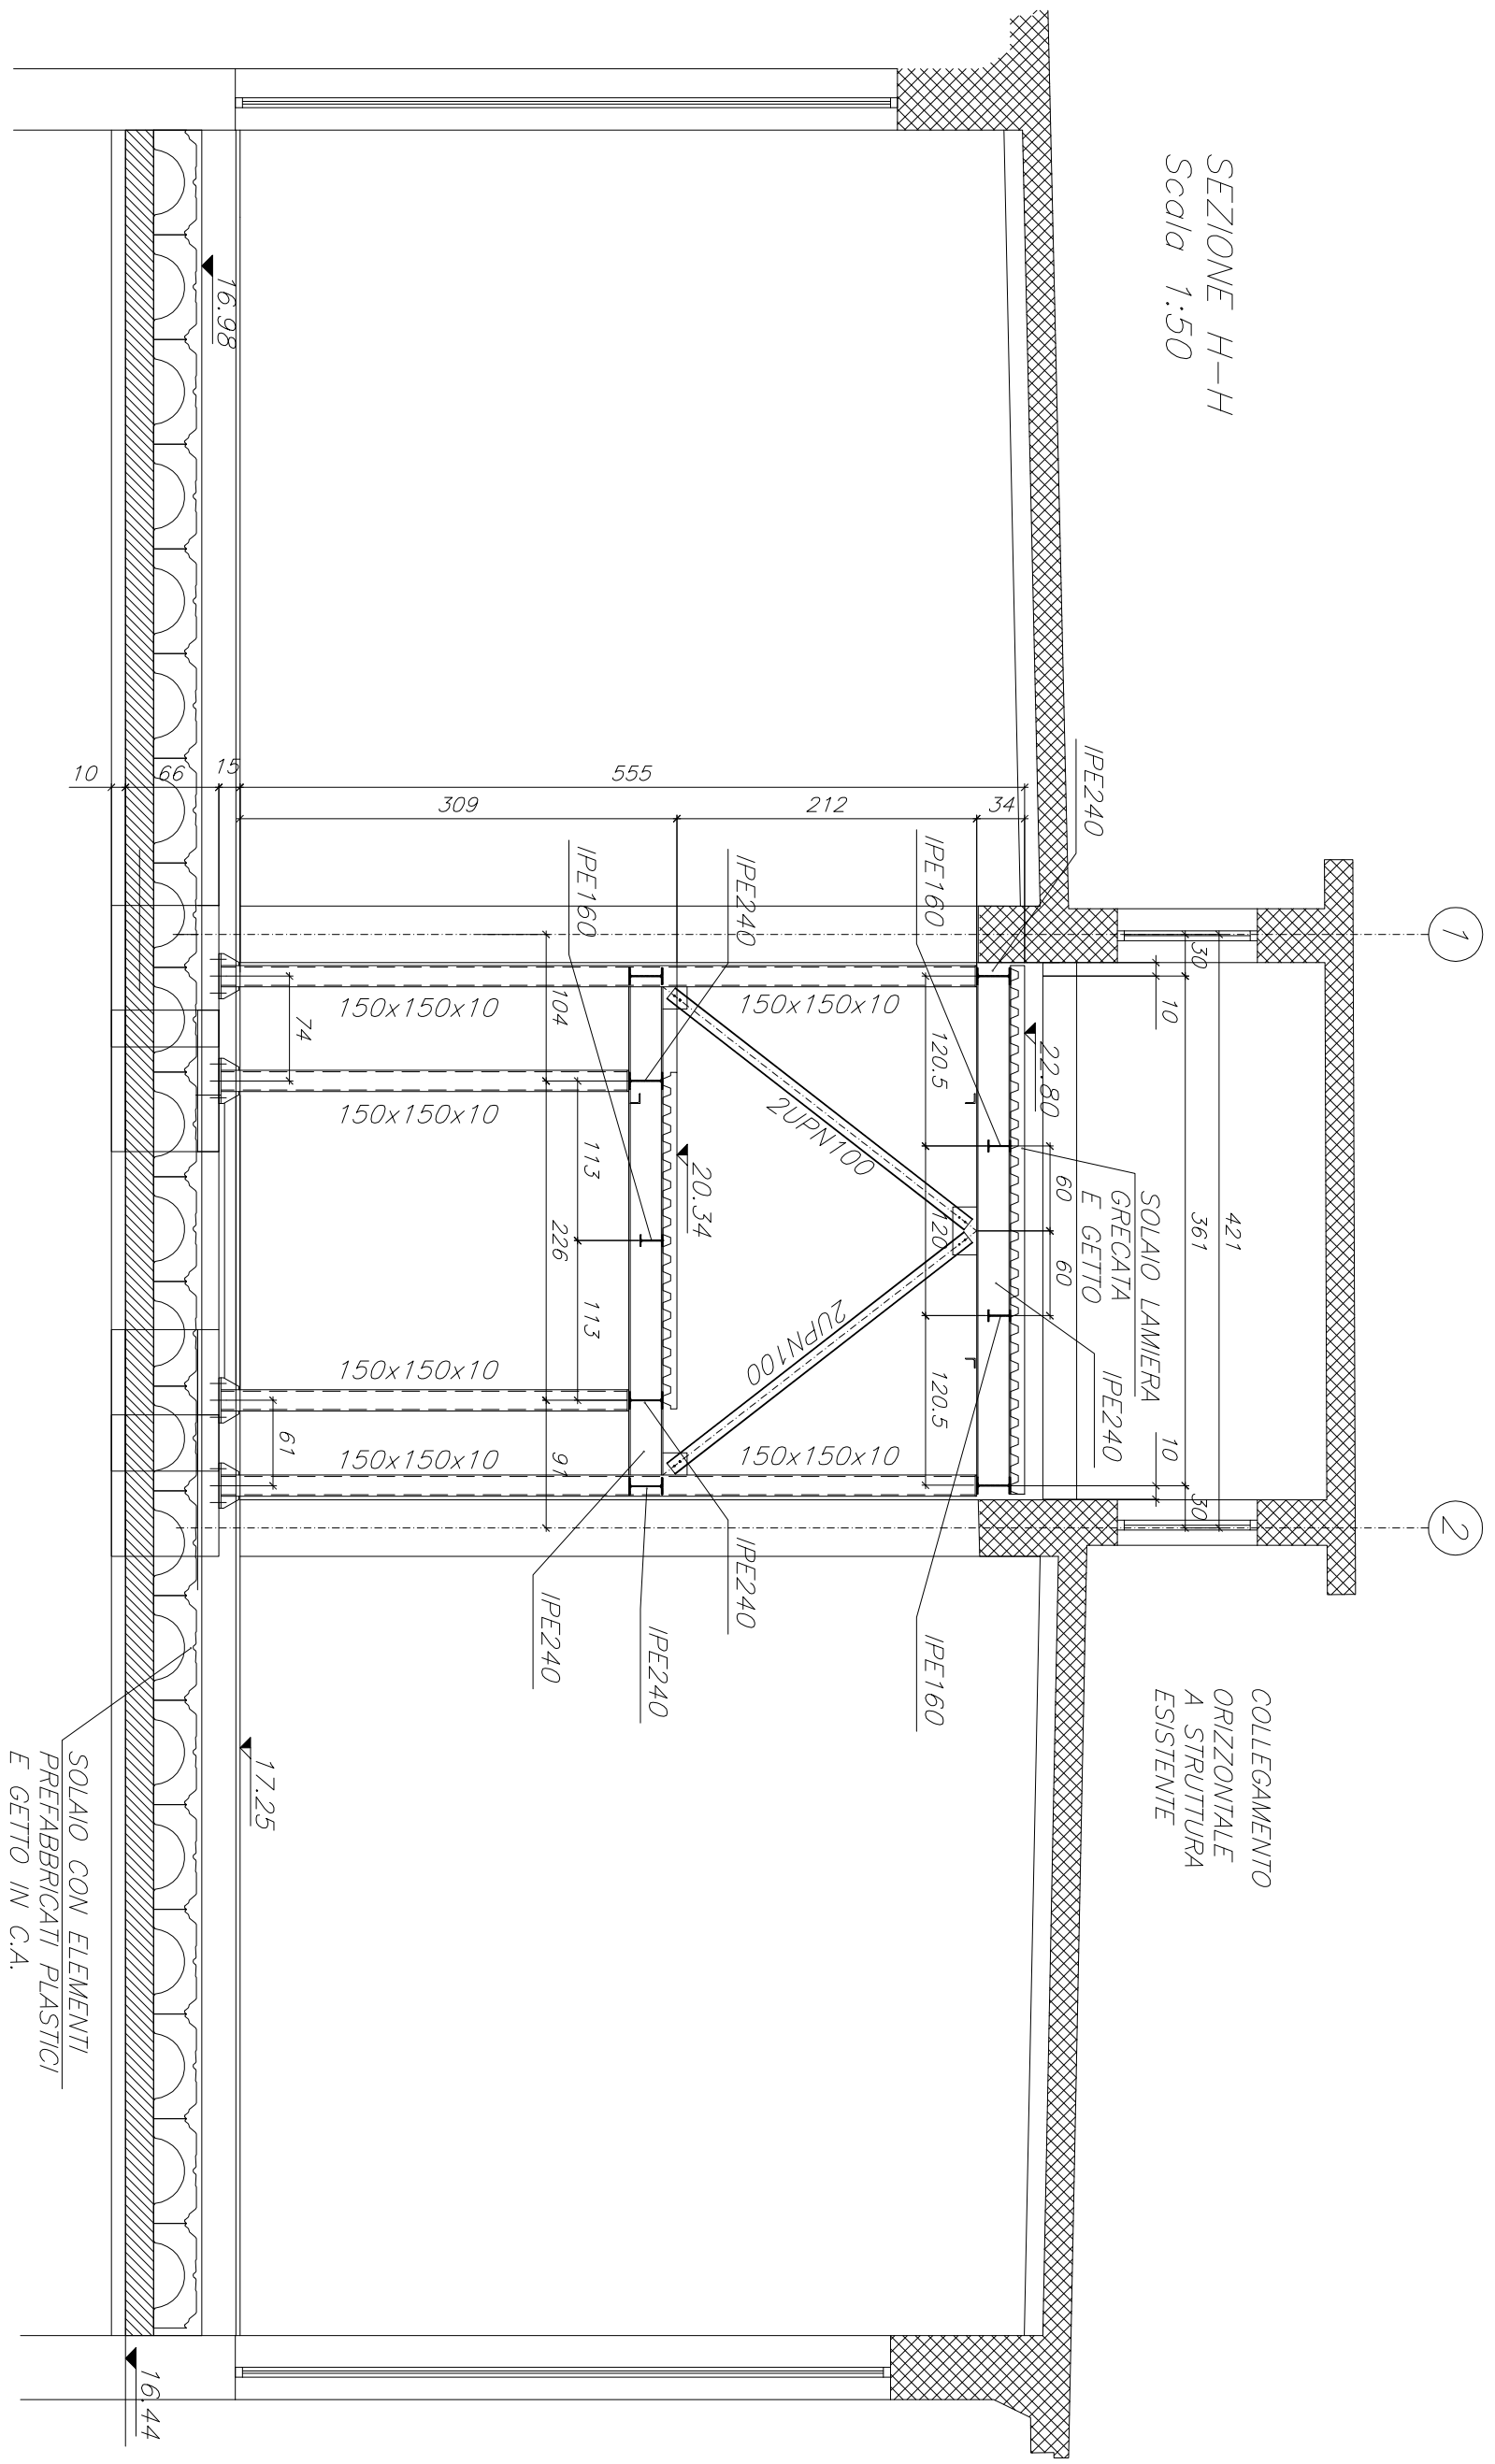 SEZIONE H-H
Scala 1:50
1
2
421
361
30
30
10
10
IPE240
22.80
60
60
SOLAIO LAMIERA
GRECATA
E GETTO
IPE240
COLLEGAMENTO
ORIZZONTALE
A STRUTTURA
ESISTENTE
34
212
555
309
15
66
10
IPE160
120.5
120
120.5
IPE160
150x150x10
150x150x10
2UPN100
2UPN100
IPE240
20.34
IPE240
IPE240
IPE160
113
113
104
226
91
IPE240
150x150x10
150x150x10
150x150x10
150x150x10
74
61
16.98
17.25
16.44
SOLAIO CON ELEMENTI
PREFABBRICATI PLASTICI
E GETTO IN C.A.